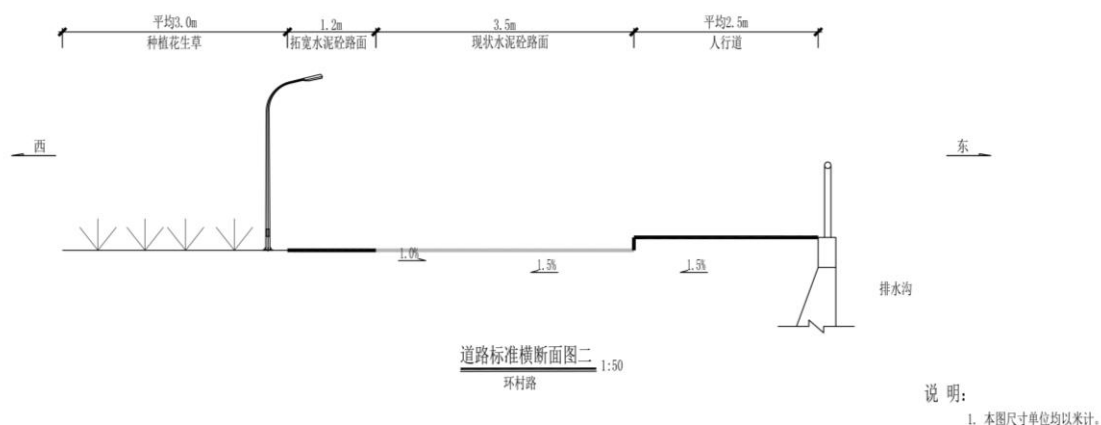 平均3.0m 1.2m 3.5m 平均2.5m
种植花生草 拓宽水泥砼路面 现状水泥砼路面 人行道
西 东
1.0% 1.5% 1.5%
排水沟
道路标准横断面图二 1:50
环村路
说 明:
1. 本图尺寸单位均以米计。